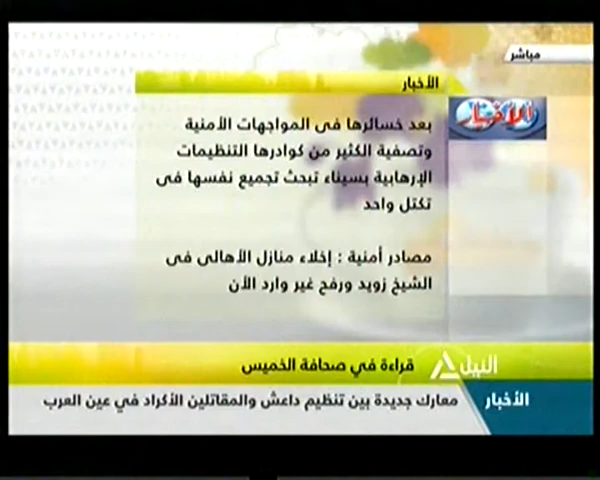 مباشر
الأخبار
الأخبار
بعد خسائرها فى المواجهات الأمنية
وتصفية الكثير من كوادرها التنظيمات
الإرهابية بسيناء تبحث تجميع نفسها فى
تكتل واحد
مصادر أمنية : إخلاء منازل الأهالى فى
الشيخ زويد ورفح غير وارد الأن
النيل
قراءة في صحافة الخميس
الأخبار
معارك جديدة بين تنظيم داعش والمقاتلين الأكراد في عين العرب